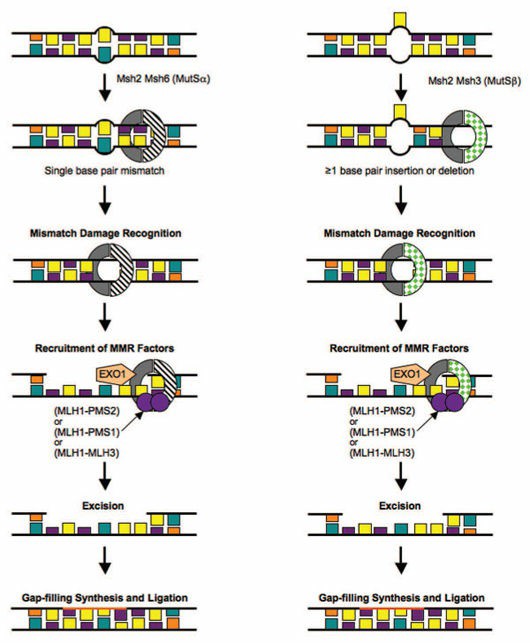 Msh2 Msh6 (MutSα)
Single base pair mismatch
Mismatch Damage Recognition
Recruitment of MMR Factors
EXO1
(MLH1-PMS2)
or
(MLH1-PMS1)
or
(MLH1-MLH3)
Excision
Gap-filling Synthesis and Ligation
Msh2 Msh3 (MutSβ)
≥1 base pair insertion or deletion
Mismatch Damage Recognition
Recruitment of MMR Factors
EXO1
(MLH1-PMS2)
or
(MLH1-PMS1)
or
(MLH1-MLH3)
Excision
Gap-filling Synthesis and Ligation